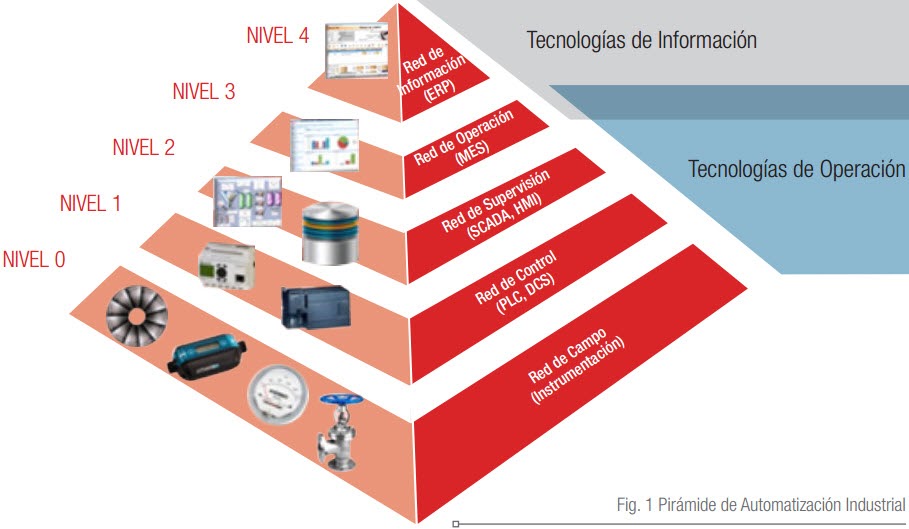 NIVEL 4
NIVEL 3
NIVEL 2
NIVEL 1
NIVEL 0
Red de
Información
(ERP)
Red de Operación
(MES)
Red de Supervisión
(SCADA, HMI)
Red de Control
(PLC, DCS)
Red de Campo
(Instrumentación)
Tecnologías de Información
Tecnologías de Operación
Fig. 1 Pirámide de Automatización Industrial